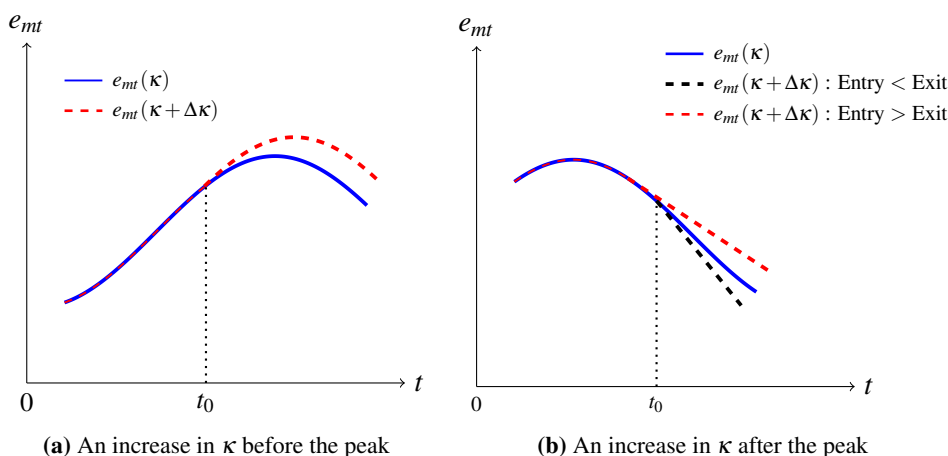 e_mt
e_mt(κ)
e_mt(κ + Δκ)
0
t_0
t
(a) An increase in κ before the peak
e_mt
e_mt(κ)
e_mt(κ + Δκ) : Entry < Exit
e_mt(κ + Δκ) : Entry > Exit
0
t_0
t
(b) An increase in κ after the peak